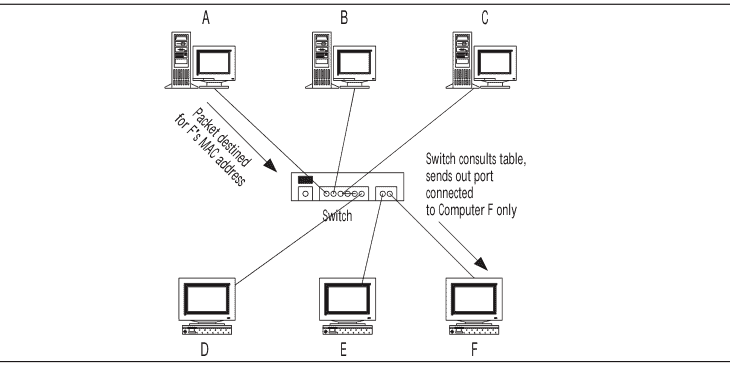 A
B
C
Packet destined
for F's MAC address
Switch consults table,
sends out port
connected
to Computer F only
Switch
D
E
F